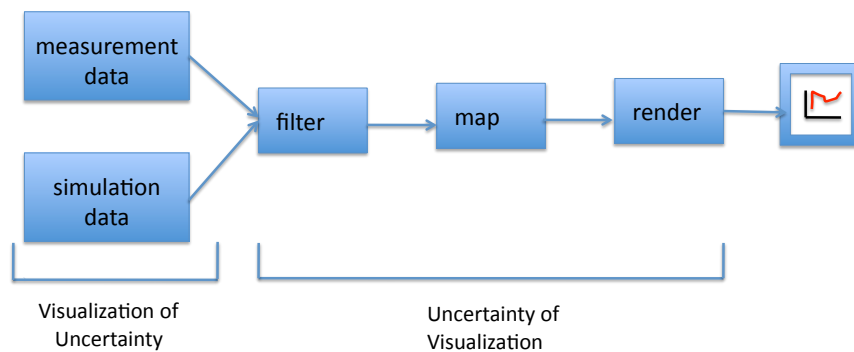 measurement
data
filter
map
render
simulation
data
Visualization of
Uncertainty
Uncertainty of
Visualization